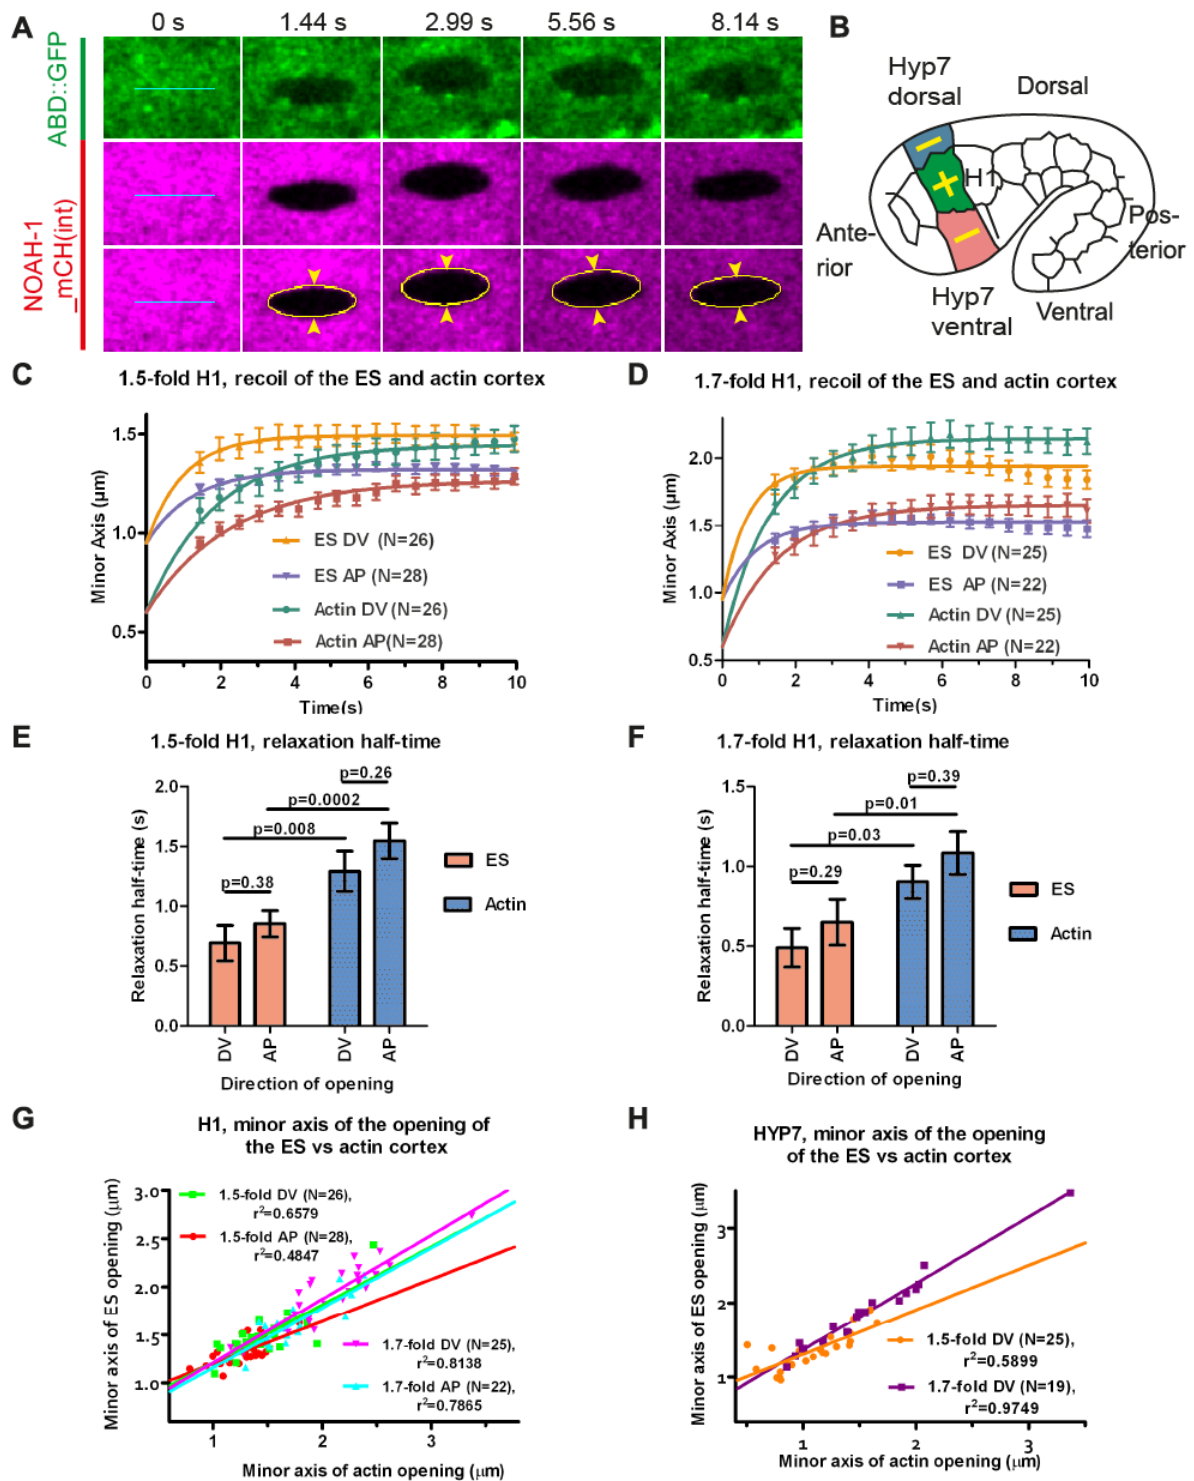 A
0 s
1.44 s
2.99 s
5.56 s
8.14 s
ABD::GFP
NOAH-1
_mCH(int)
B
Hyp7
dorsal
Dorsal
H1
Ante-
rior
Pos-
terior
Hyp7
ventral
Ventral
C
1.5-fold H1, recoil of the ES and actin cortex
Minor Axis (µm)
1.5
1.0
0.5
0
2
4
6
8
10
Time(s)
ES DV (N=26)
ES AP (N=28)
Actin DV (N=26)
Actin AP(N=28)
D
1.7-fold H1, recoil of the ES and actin cortex
Minor Axis (µm)
2.0
1.5
1.0
0.5
0
2
4
6
8
10
Time(s)
ES DV (N=25)
ES AP (N=22)
Actin DV (N=25)
Actin AP (N=22)
E
1.5-fold H1, relaxation half-time
Relaxation half-time (s)
2.0
1.5
1.0
0.5
0.0
p=0.26
p=0.0002
p=0.008
p=0.38
ES
Actin
DV
AP
DV
AP
Direction of opening
F
1.7-fold H1, relaxation half-time
Relaxation half-time (s)
1.5
1.0
0.5
0.0
p=0.39
p=0.01
p=0.03
p=0.29
ES
Actin
DV
AP
DV
AP
Direction of opening
G
H1, minor axis of the opening of
the ES vs actin cortex
Minor axis of ES opening (µm)
3.0
2.5
2.0
1.5
1.0
1.5-fold DV (N=26),
r²=0.6579
1.5-fold AP (N=28),
r²=0.4847
1.7-fold DV (N=25),
r²=0.8138
1.7-fold AP (N=22),
r²=0.7865
1
2
3
Minor axis of actin opening (µm)
H
HYP7, minor axis of the opening
of the ES vs actin cortex
Minor axis of ES opening (µm)
3
2
1
1.5-fold DV (N=25),
r²=0.5899
1.7-fold DV (N=19),
r²=0.9749
1
2
3
Minor axis of actin opening (µm)